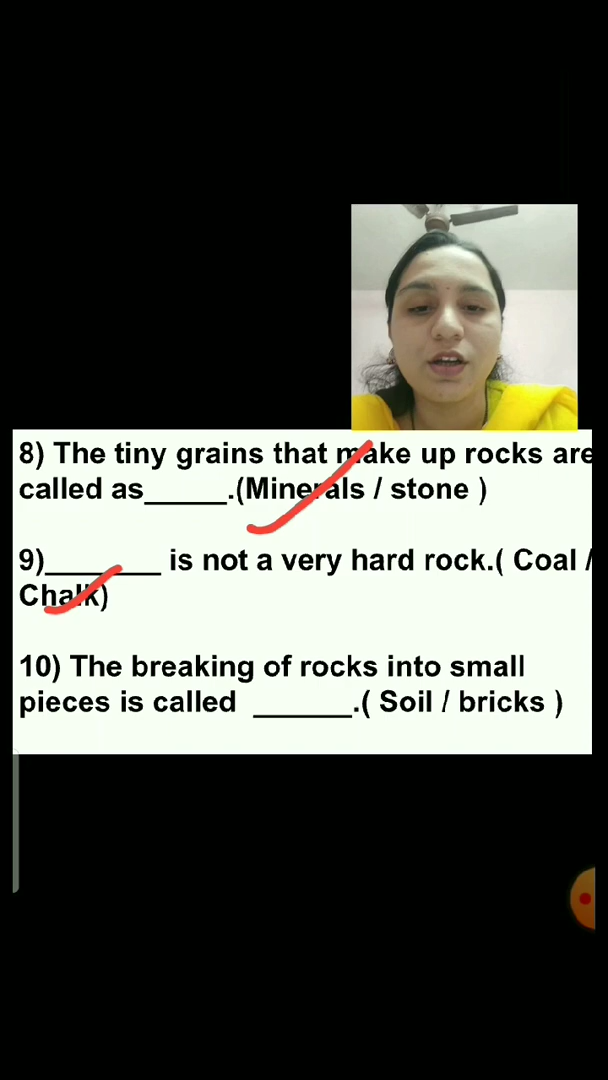 8) The tiny grains that make up rocks are
called as_____.(Minerals / stone )
9)_______ is not a very hard rock.( Coal /
Chalk)
10) The breaking of rocks into small
pieces is called ______.( Soil / bricks )